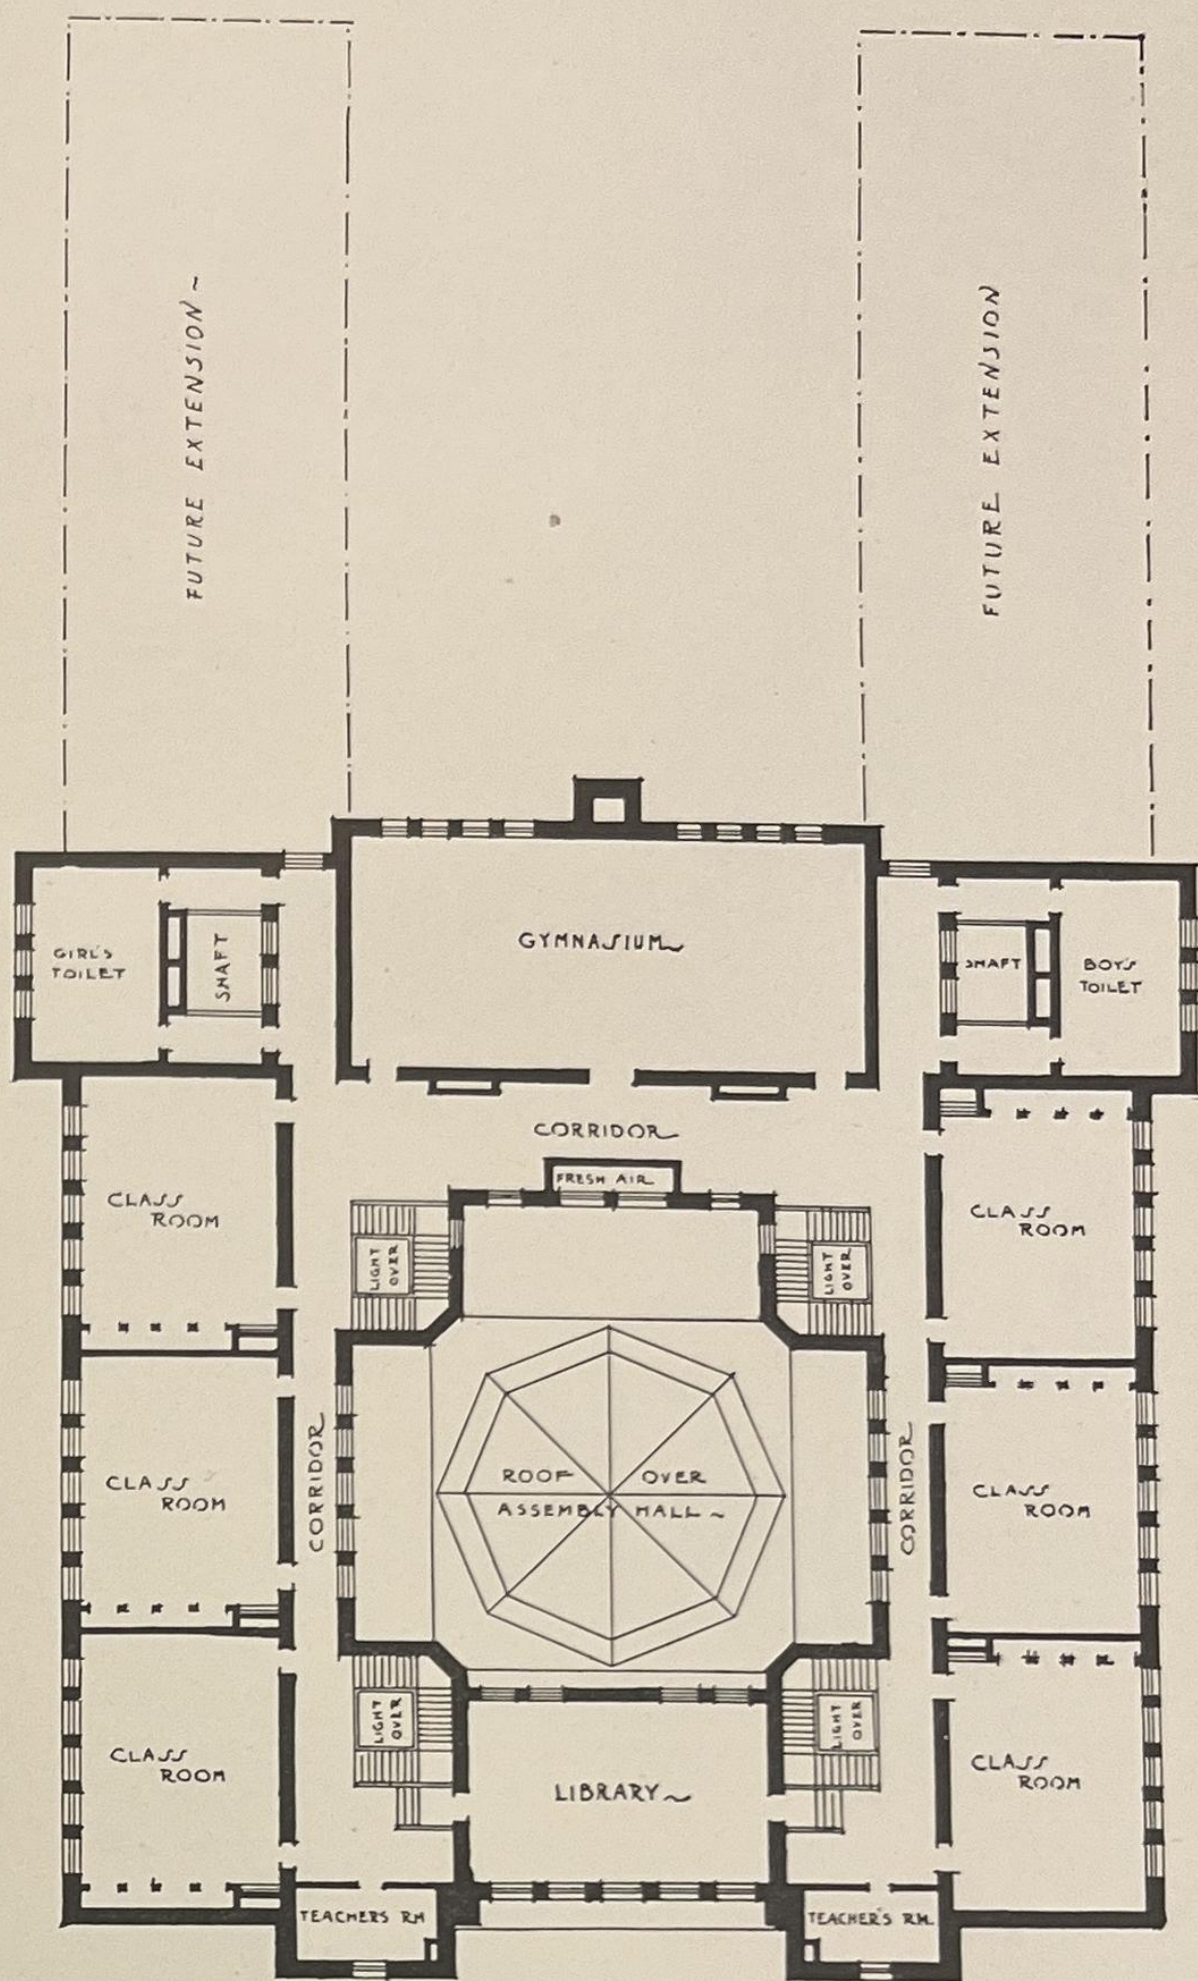 FUTURE EXTENSION ~
FUTURE EXTENSION
GYMNASIUM
GIRL'S
TOILET
SHAFT
SHAFT
BOY'S
TOILET
CORRIDOR
FRESH AIR
CLASS
ROOM
LIGHT
OVER
LIGHT
OVER
CLASS
ROOM
CORRIDOR
ROOF OVER
ASSEMBLY HALL ~
CORRIDOR
CLASS
ROOM
CLASS
ROOM
LIGHT
OVER
LIGHT
OVER
CLASS
ROOM
LIBRARY ~
CLASS
ROOM
TEACHERS RM
TEACHER'S RM.